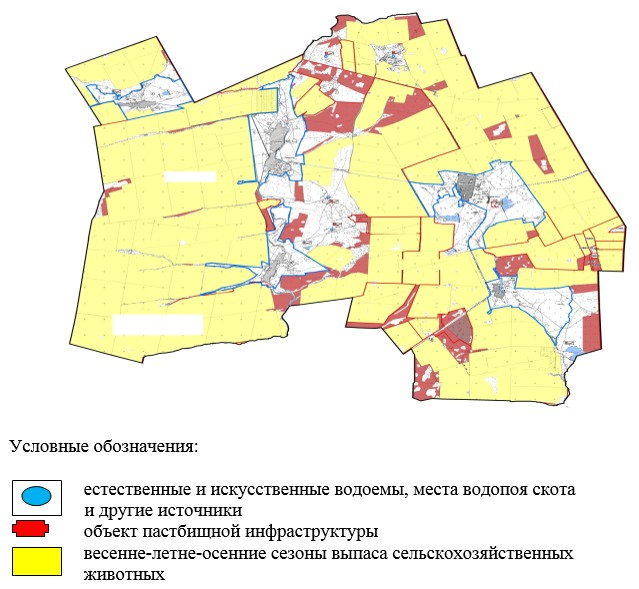 Условные обозначения:
естественные и искусственные водоемы, места водопоя скота
и другие источники
объект пастбищной инфраструктуры
весенне-летне-осенние сезоны выпаса сельскохозяйственных
животных